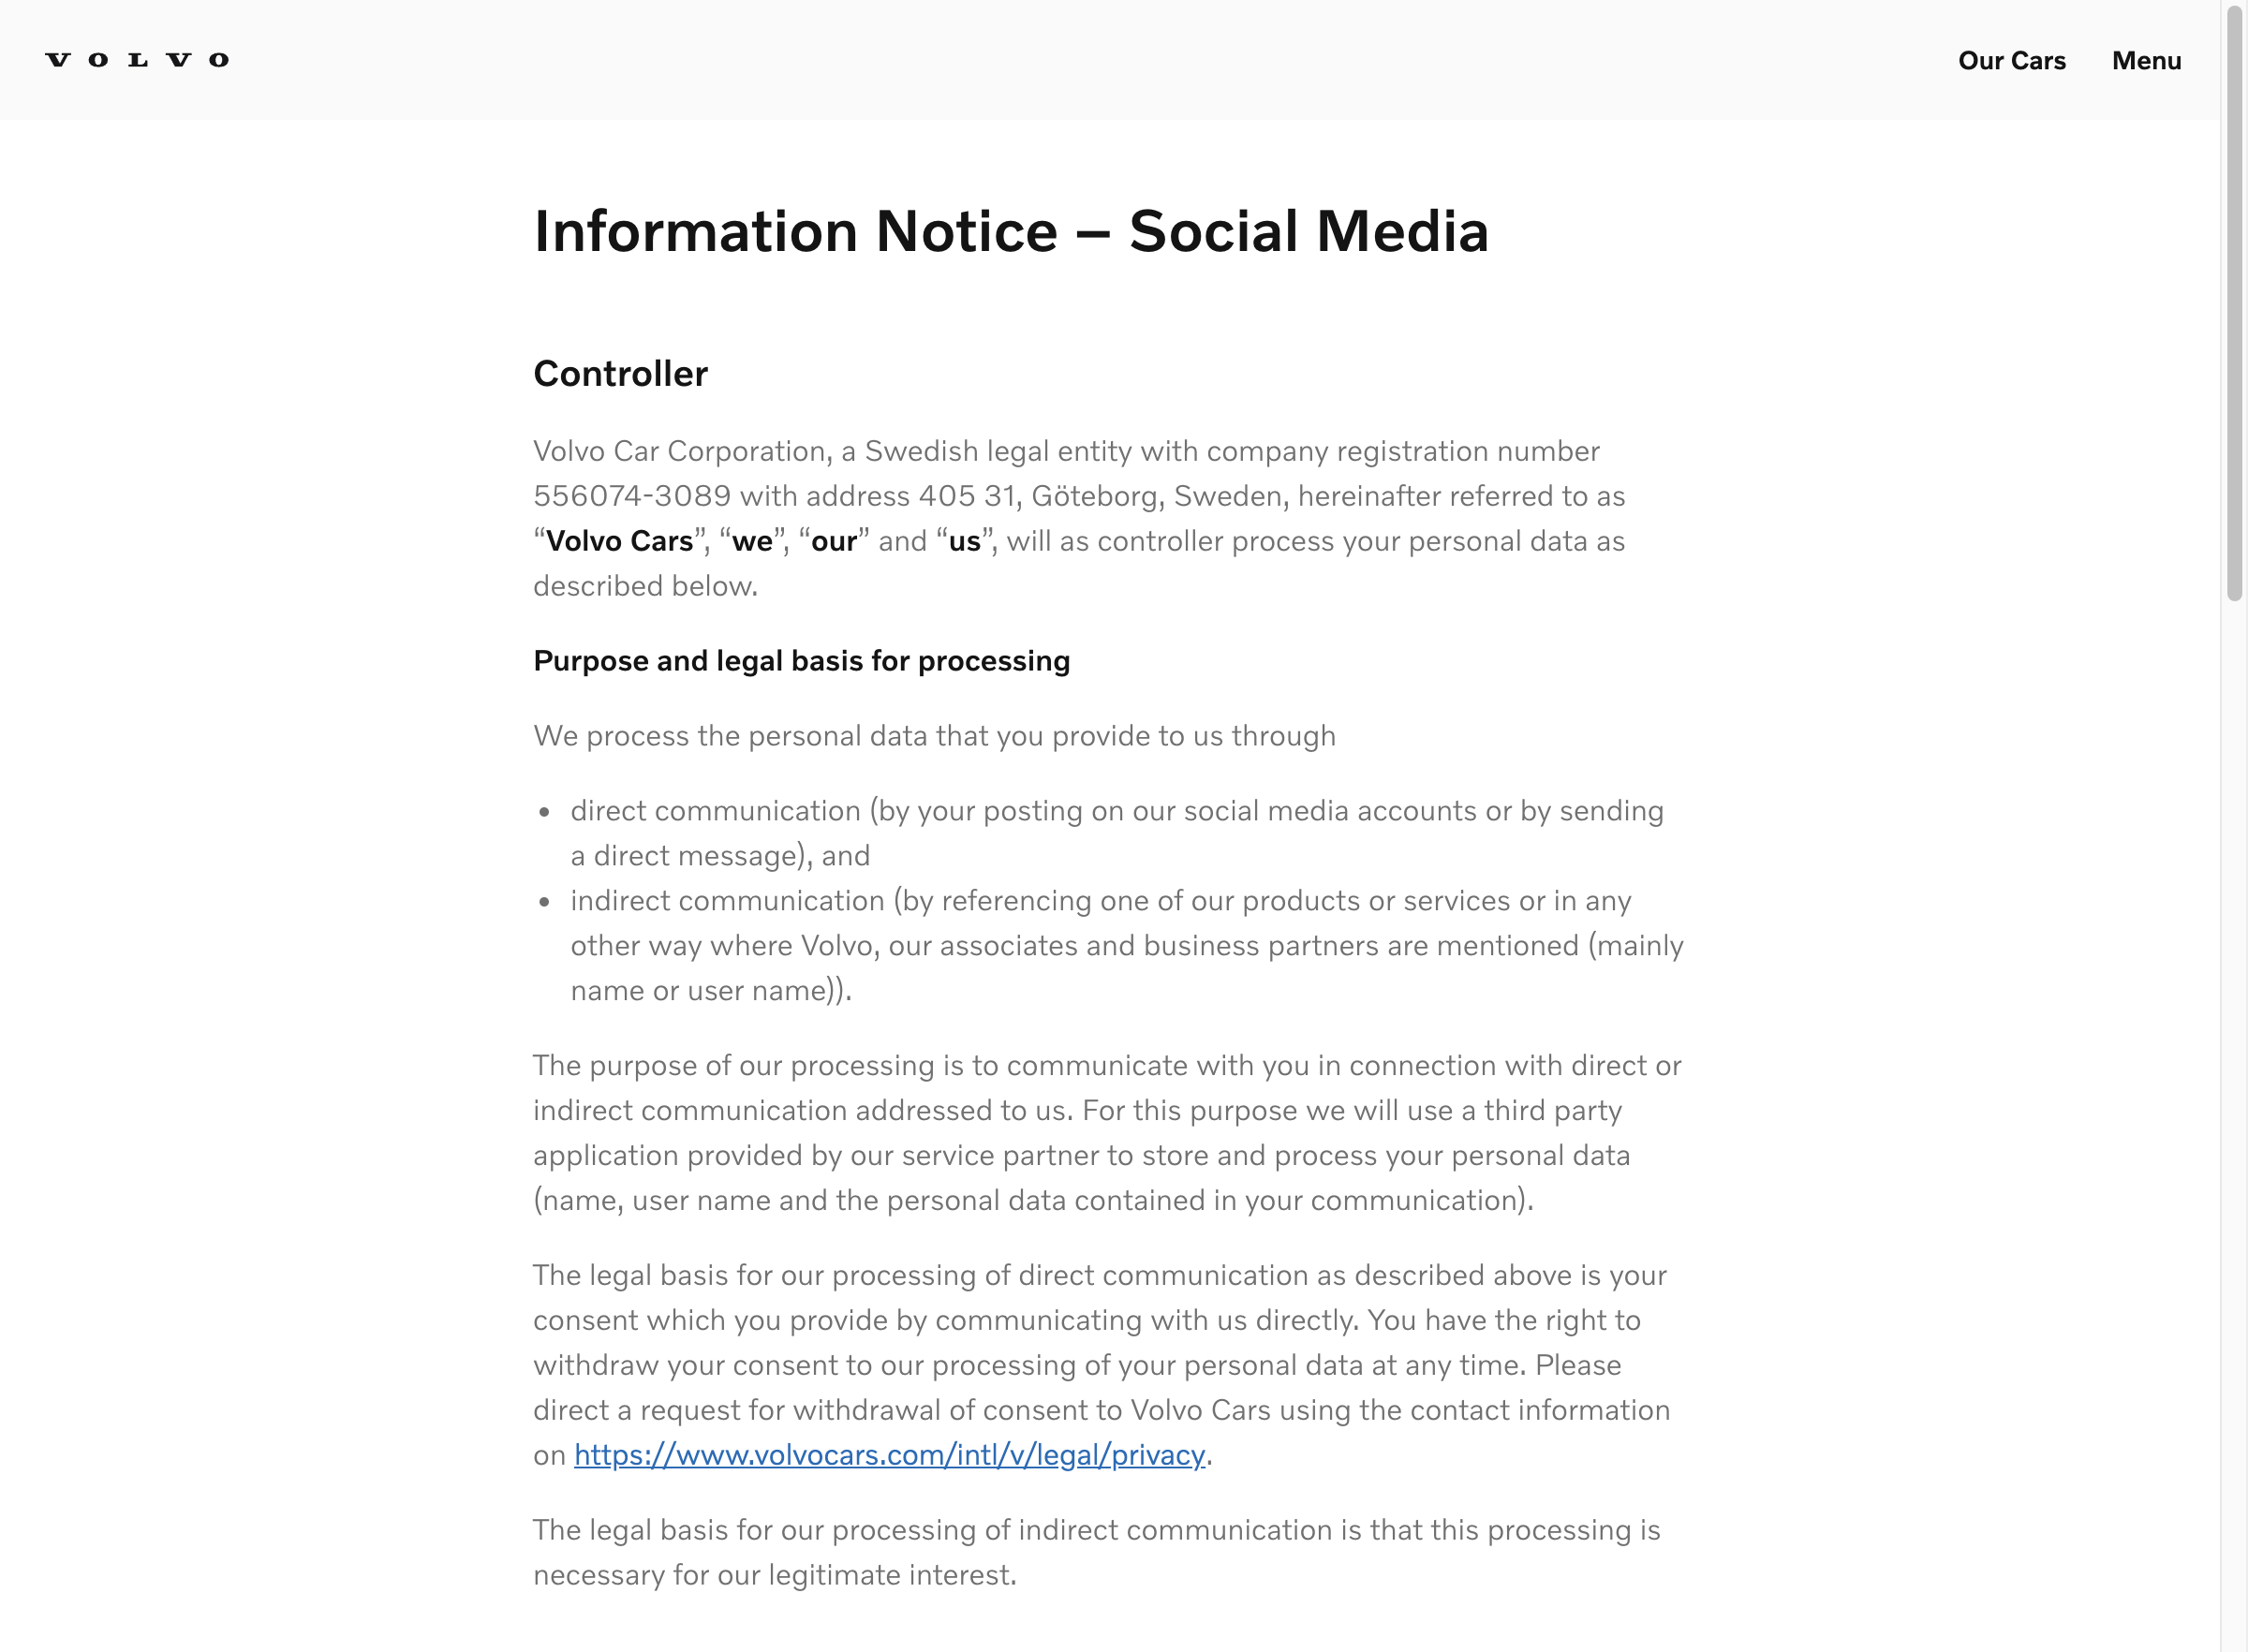 VOLVO
Our Cars Menu
Information Notice – Social Media
Controller
Volvo Car Corporation, a Swedish legal entity with company registration number
556074-3089 with address 405 31, Göteborg, Sweden, hereinafter referred to as
“Volvo Cars”, “we”, “our” and “us”, will as controller process your personal data as
described below.
Purpose and legal basis for processing
We process the personal data that you provide to us through
• direct communication (by your posting on our social media accounts or by sending
a direct message), and
• indirect communication (by referencing one of our products or services or in any
other way where Volvo, our associates and business partners are mentioned (mainly
name or user name)).
The purpose of our processing is to communicate with you in connection with direct or
indirect communication addressed to us. For this purpose we will use a third party
application provided by our service partner to store and process your personal data
(name, user name and the personal data contained in your communication).
The legal basis for our processing of direct communication as described above is your
consent which you provide by communicating with us directly. You have the right to
withdraw your consent to our processing of your personal data at any time. Please
direct a request for withdrawal of consent to Volvo Cars using the contact information
on https://www.volvocars.com/intl/v/legal/privacy.
The legal basis for our processing of indirect communication is that this processing is
necessary for our legitimate interest.